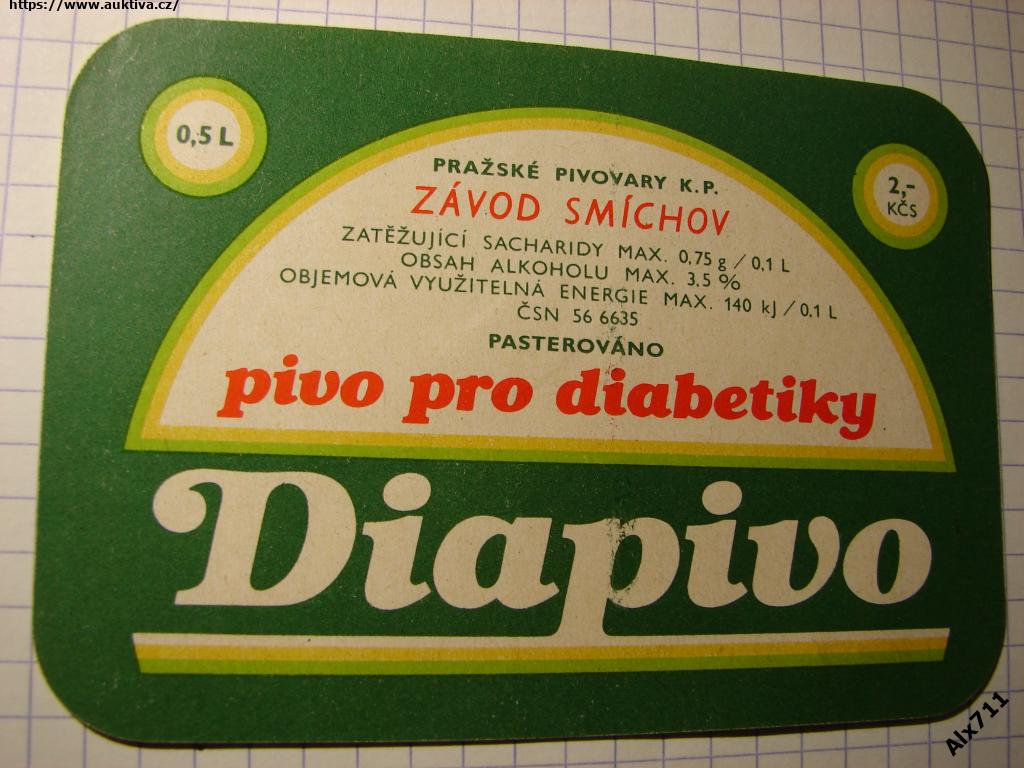 https://www.auktiva.cz/
0,5 L
2,-
KČS
PRAŽSKÉ PIVOVARY K.P.
ZÁVOD SMÍCHOV
ZATĚŽUJÍCÍ SACHARIDY MAX. 0,75 g / 0,1 L
OBSAH ALKOHOLU MAX. 3,5 %
OBJEMOVÁ VYUŽITELNÁ ENERGIE MAX. 140 kJ / 0,1 L
ČSN 56 6635
PASTEROVÁNO
pivo pro diabetiky
Diapivo
Alx711